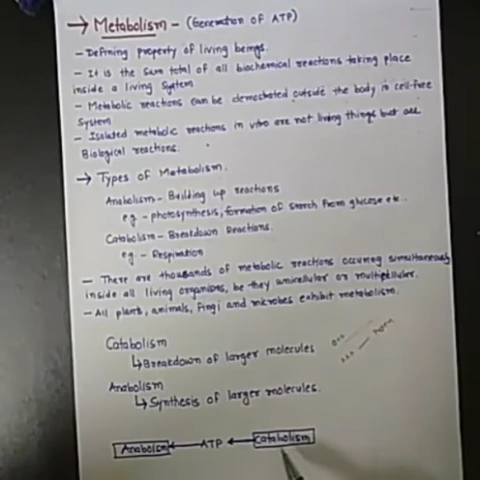 → Metabolism - (Generation of ATP)
- Defining property of living beings.
- It is the sum total of all biochemical reactions taking place
inside a living system
- Metabolic reactions can be demostrated outside the body in cell-free
system
- Isolated metabolic reactions in vitro are not living things but are
Biological reactions.
→ Types of Metabolism.
Anabolism - Building up reactions
eg - photosynthesis, formation of starch from glucose etc.
Catabolism - Breakdown Reactions.
eg - Respiration
- There are thousands of metabolic reactions occuring simultaneously
inside all living organisms, be they unicellular or multicellular.
- All plants, animals, fungi and microbes exhibit metabolism.
Catabolism
↳ Breakdown of larger molecules
Anabolism
↳ Synthesis of larger molecules.
Anabolism ← ATP ← Catabolism